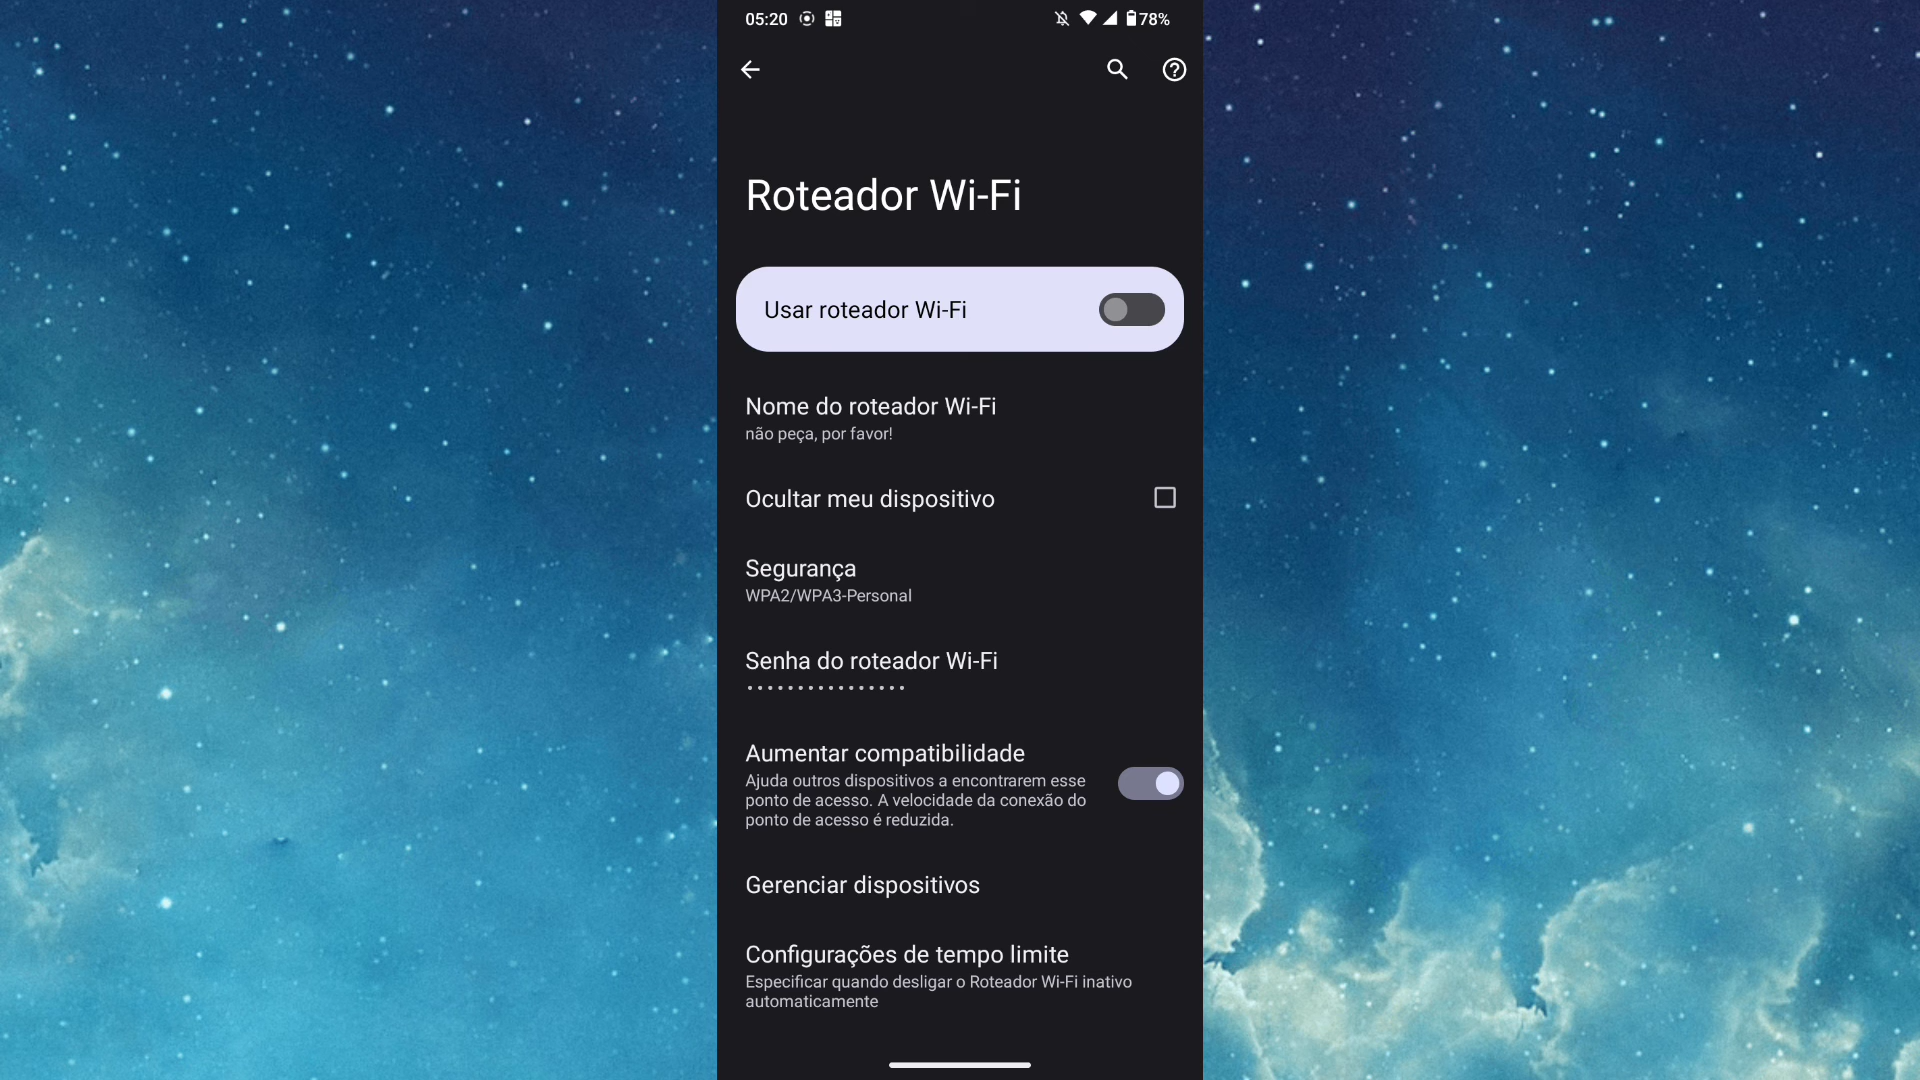 05:20
78%
Roteador Wi-Fi
Usar roteador Wi-Fi
Nome do roteador Wi-Fi
não peça, por favor!
Ocultar meu dispositivo
Segurança
WPA2/WPA3-Personal
Senha do roteador Wi-Fi
••••••••••••••••
Aumentar compatibilidade
Ajuda outros dispositivos a encontrarem esse
ponto de acesso. A velocidade da conexão do
ponto de acesso é reduzida.
Gerenciar dispositivos
Configurações de tempo limite
Especificar quando desligar o Roteador Wi-Fi inativo
automaticamente